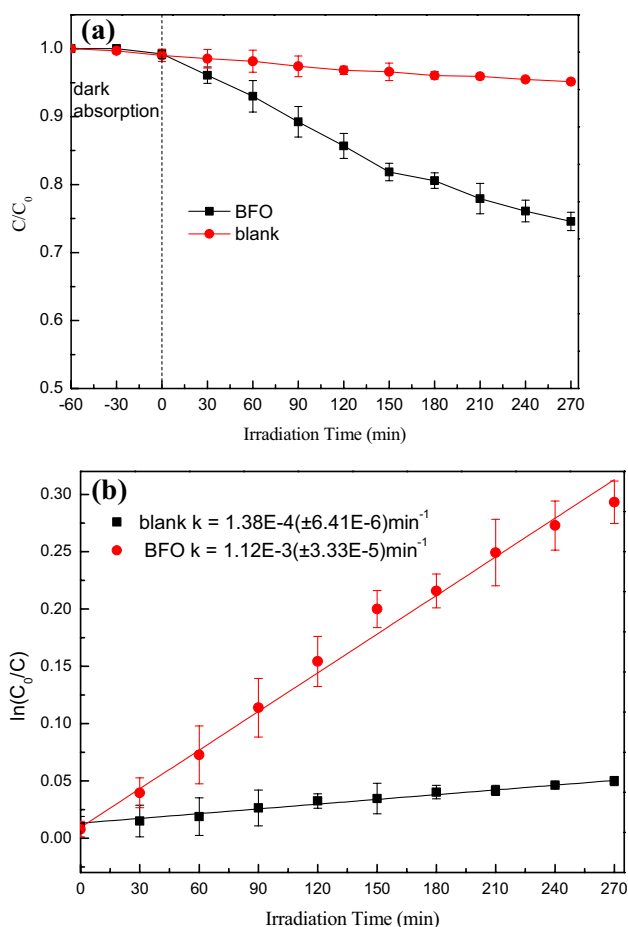 (a)
1.0
0.9
0.8
0.7
0.6
0.5
C/C0
dark
absorption
BFO
blank
-60 -30 0 30 60 90 120 150 180 210 240 270
Irradiation Time (min)
(b)
0.30
0.25
0.20
0.15
0.10
0.05
0.00
ln(C0/C)
blank k = 1.38E-4(±6.41E-6)min-1
BFO k = 1.12E-3(±3.33E-5)min-1
0 30 60 90 120 150 180 210 240 270
Irradiation Time (min)